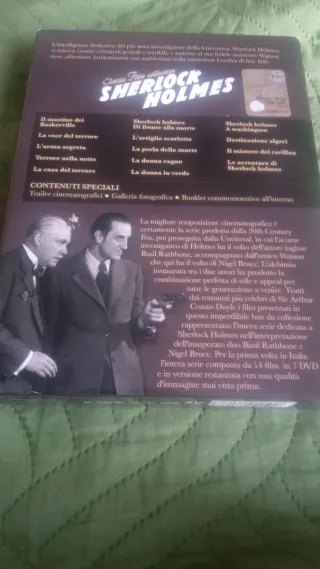 L'intelligenza deduttiva del più noto investigatore della letteratura, Sherlock Holmes,
si misura contro criminali geniali e terribili, e insieme al suo fedele assistente Watson
deve affrontare intricatissimi casi ambientati nella misteriosa Londra di fine 800.
Classic Film collection
SHERLOCK
HOLMES
Il mastino dei
Baskerville
Sherlock holmes
Di fronte alla morte
Sherlock holmes
A washington
La voce del terrore
L'artiglio scarlatto
Destinazione algeri
L'arma segreta
La perla della morte
Il mistero del carillon
Terrore nella notte
La donna ragno
Le avventure di
Sherlock holmes
La casa del terrore
La donna in verde
CONTENUTI SPECIALI
Trailer cinematografici ● Galleria fotografica ● Booklet commemorativo all'interno
La migliore trasposizione cinematografica è
certamente la serie prodotta dalla 20th Century
Fox, poi proseguita dalla Universal, in cui l'acume
investigativo di Holmes ha il volto dell'attore inglese
Basil Rathbone, accompagnato dall'amico Watson
che qui ha il volto di Nigel Bruce. L'alchimia
instaurata tra i due attori ha prodotto la
combinazione perfetta di stile e appeal per
tutte le generazione a venire. Tratti
dai romanzi più celebri di Sir Arthur
Conan Doyle i film presentati in
questo imperdibile box da collezione
rappresentano l'intera serie dedicata a
Sherlock Holmes nell'interpretazione
dell'insuperato duo Basil Rathbone e
Nigel Bruce. Per la prima volta in Italia
l'intera serie composta da 14 film in 7 DVD
e in versione restaurata con una qualità
d'immagine mai vista prima.